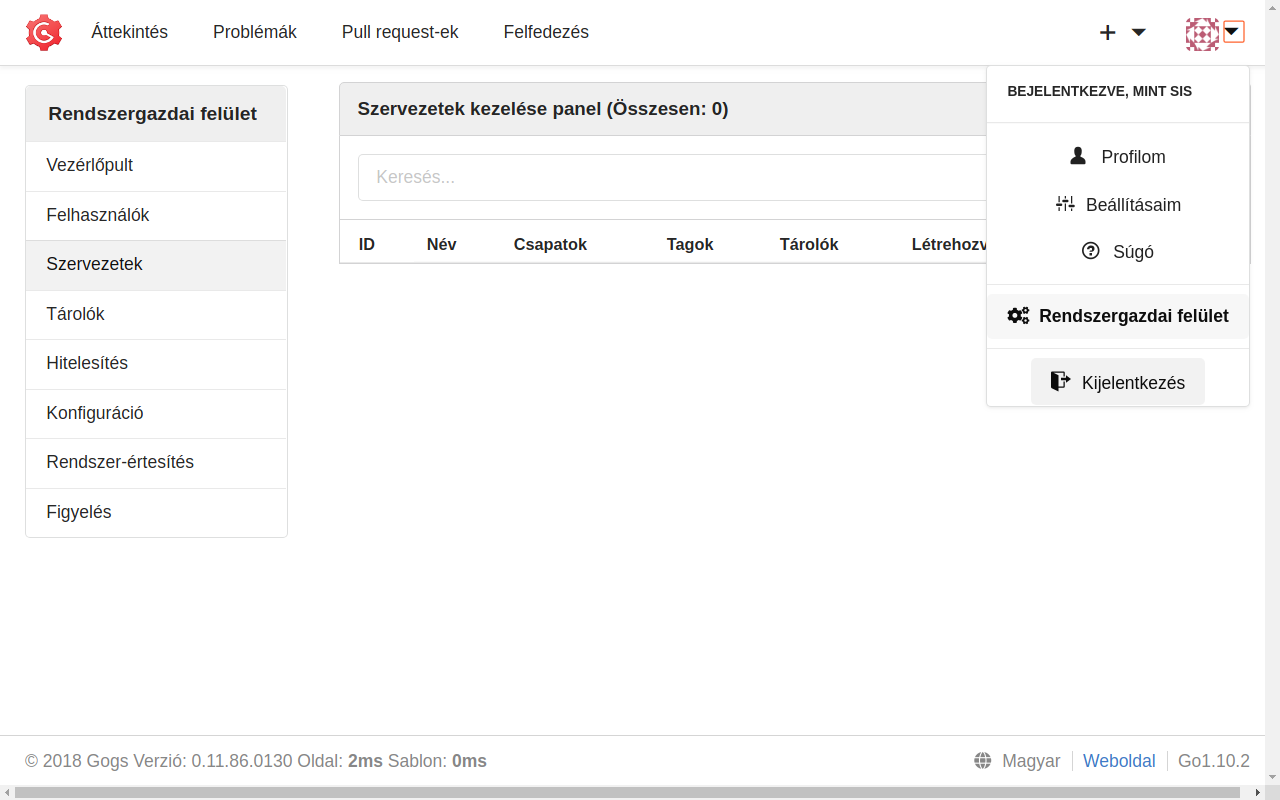 Áttekintés Problémák Pull request-ek Felfedezés
BEJELENTKEZVE, MINT SIS
Profilom
Beállításaim
Súgó
Rendszergazdai felület
Kijelentkezés
Rendszergazdai felület
Vezérlőpult
Felhasználók
Szervezetek
Tárolók
Hitelesítés
Konfiguráció
Rendszer-értesítés
Figyelés
Szervezetek kezelése panel (Összesen: 0)
Keresés...
ID Név Csapatok Tagok Tárolók
© 2018 Gogs Verzió: 0.11.86.0130 Oldal: 2ms Sablon: 0ms
Magyar Weboldal Go1.10.2